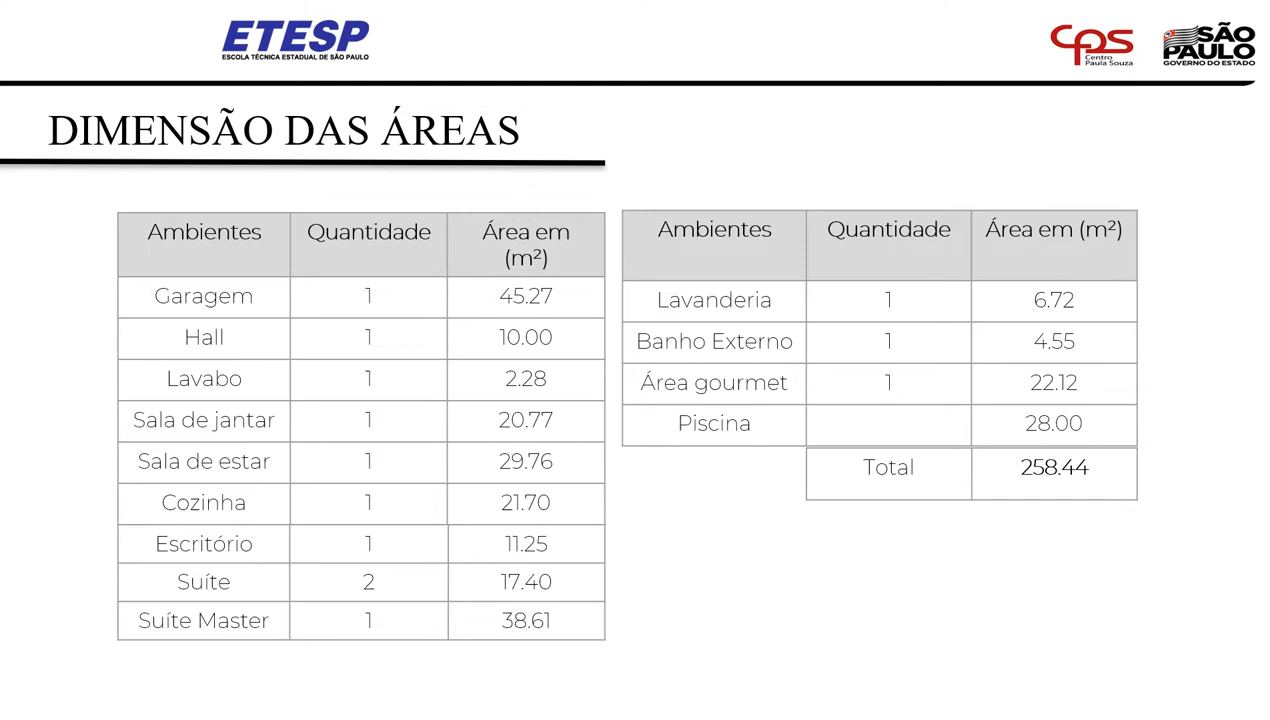 ETESP
ESCOLA TÉCNICA ESTADUAL DE SÃO PAULO
CPS
Centro
Paula Souza
SÃO
PAULO
GOVERNO DO ESTADO
DIMENSÃO DAS ÁREAS
Ambientes Quantidade Área em (m²)
Garagem 1 45.27
Hall 1 10.00
Lavabo 1 2.28
Sala de jantar 1 20.77
Sala de estar 1 29.76
Cozinha 1 21.70
Escritório 1 11.25
Suíte 2 17.40
Suíte Master 1 38.61
Ambientes Quantidade Área em (m²)
Lavanderia 1 6.72
Banho Externo 1 4.55
Área gourmet 1 22.12
Piscina 28.00
Total 258.44